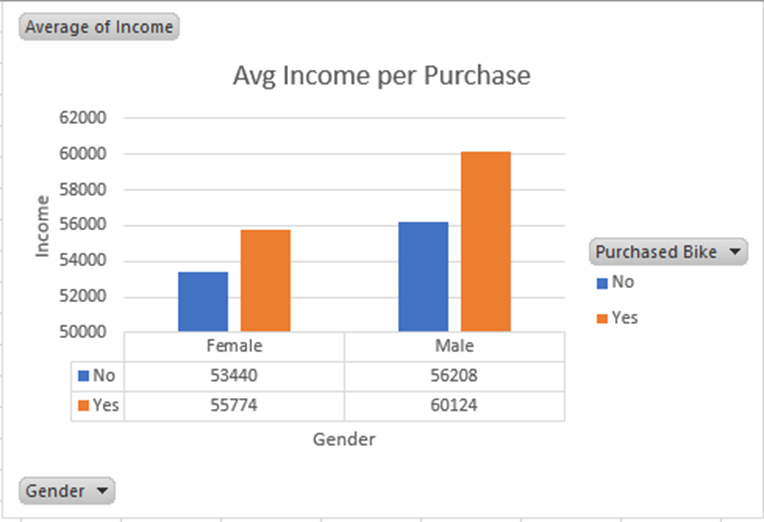 Average of Income
Avg Income per Purchase
62000
60000
58000
56000
54000
52000
50000
Income
Female Male
No 53440 56208
Yes 55774 60124
Gender
Purchased Bike
No
Yes
Gender